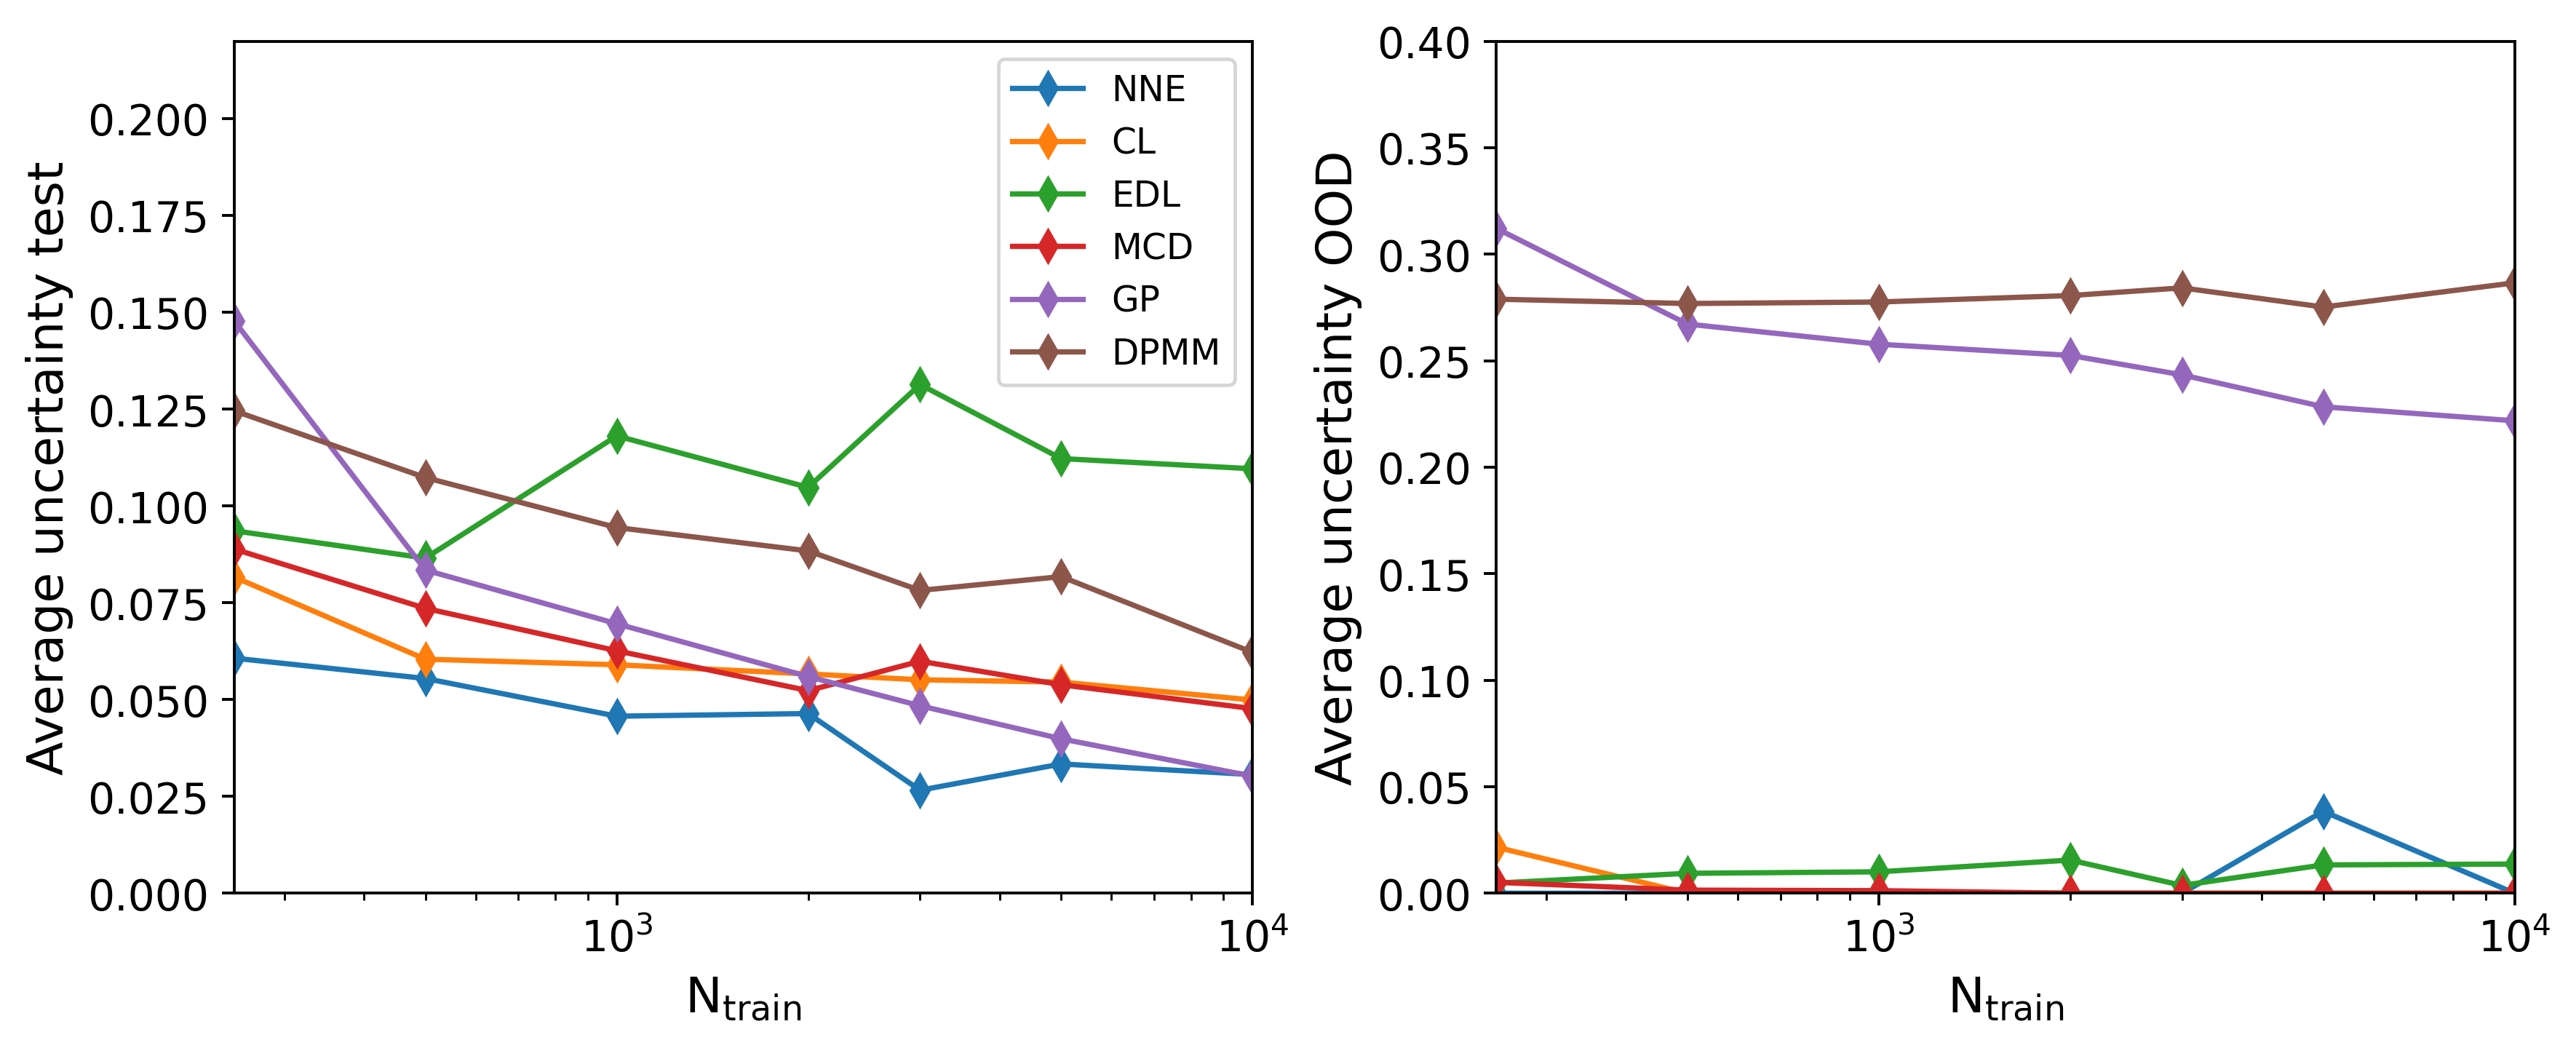 Average uncertainty test
0.200
0.175
0.150
0.125
0.100
0.075
0.050
0.025
0.000
10³
10⁴
N_train
NNE
CL
EDL
MCD
GP
DPMM
Average uncertainty OOD
0.40
0.35
0.30
0.25
0.20
0.15
0.10
0.05
0.00
10³
10⁴
N_train